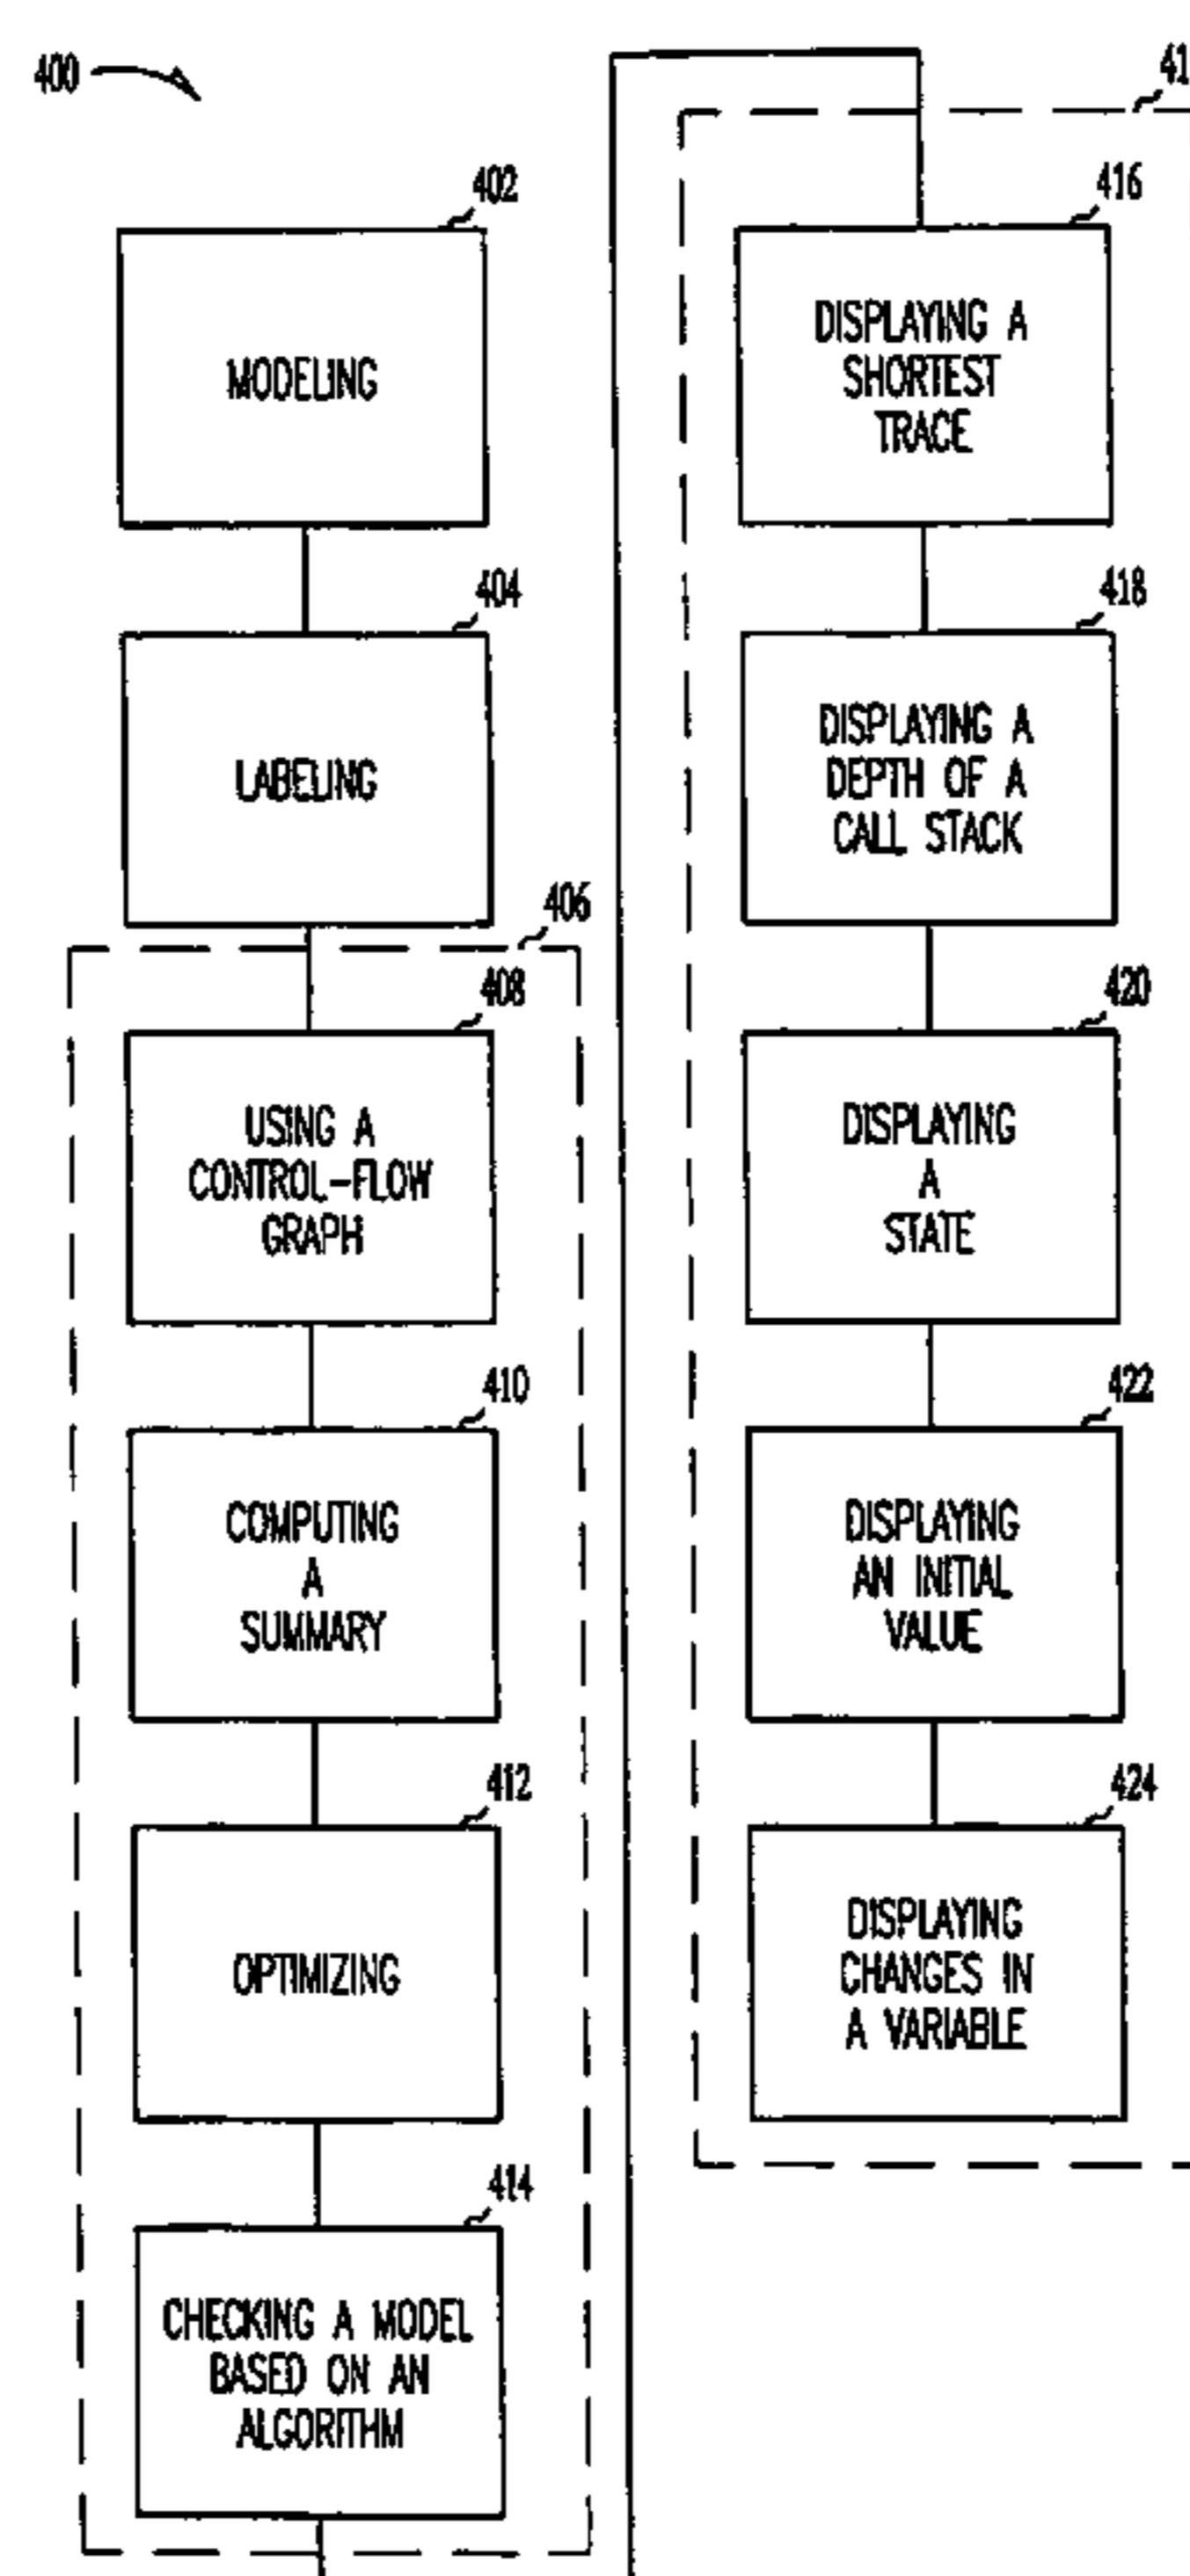 400
402
MODELING
404
LABELING
406
408
USING A
CONTROL-FLOW
GRAPH
410
COMPUTING
A
SUMMARY
412
OPTIMIZING
414
CHECKING A MODEL
BASED ON AN
ALGORITHM
416
DISPLAYING A
SHORTEST
TRACE
418
DISPLAYING A
DEPTH OF A
CALL STACK
420
DISPLAYING
A
STATE
422
DISPLAYING
AN INITIAL
VALUE
424
DISPLAYING
CHANGES IN
A VARIABLE